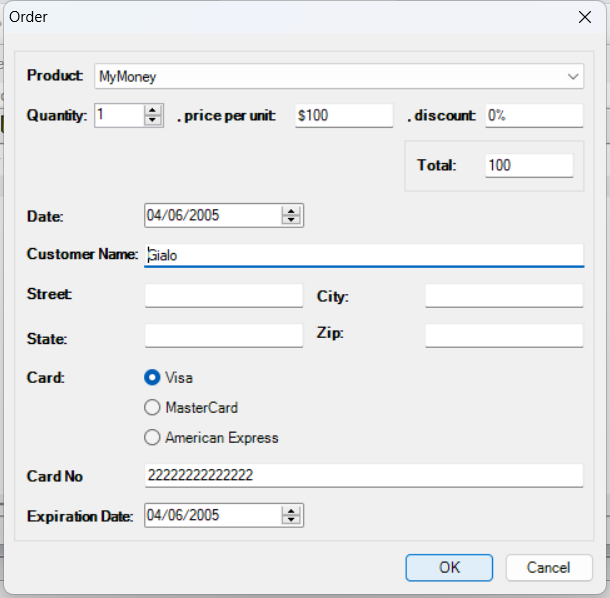 Order
Product: MyMoney
Quantity: 1 , price per unit: $100 , discount: 0%
Total: 100
Date: 04/06/2005
Customer Name: Gialo
Street: City:
State: Zip:
Card: Visa
MasterCard
American Express
Card No 22222222222222
Expiration Date: 04/06/2005
OK Cancel